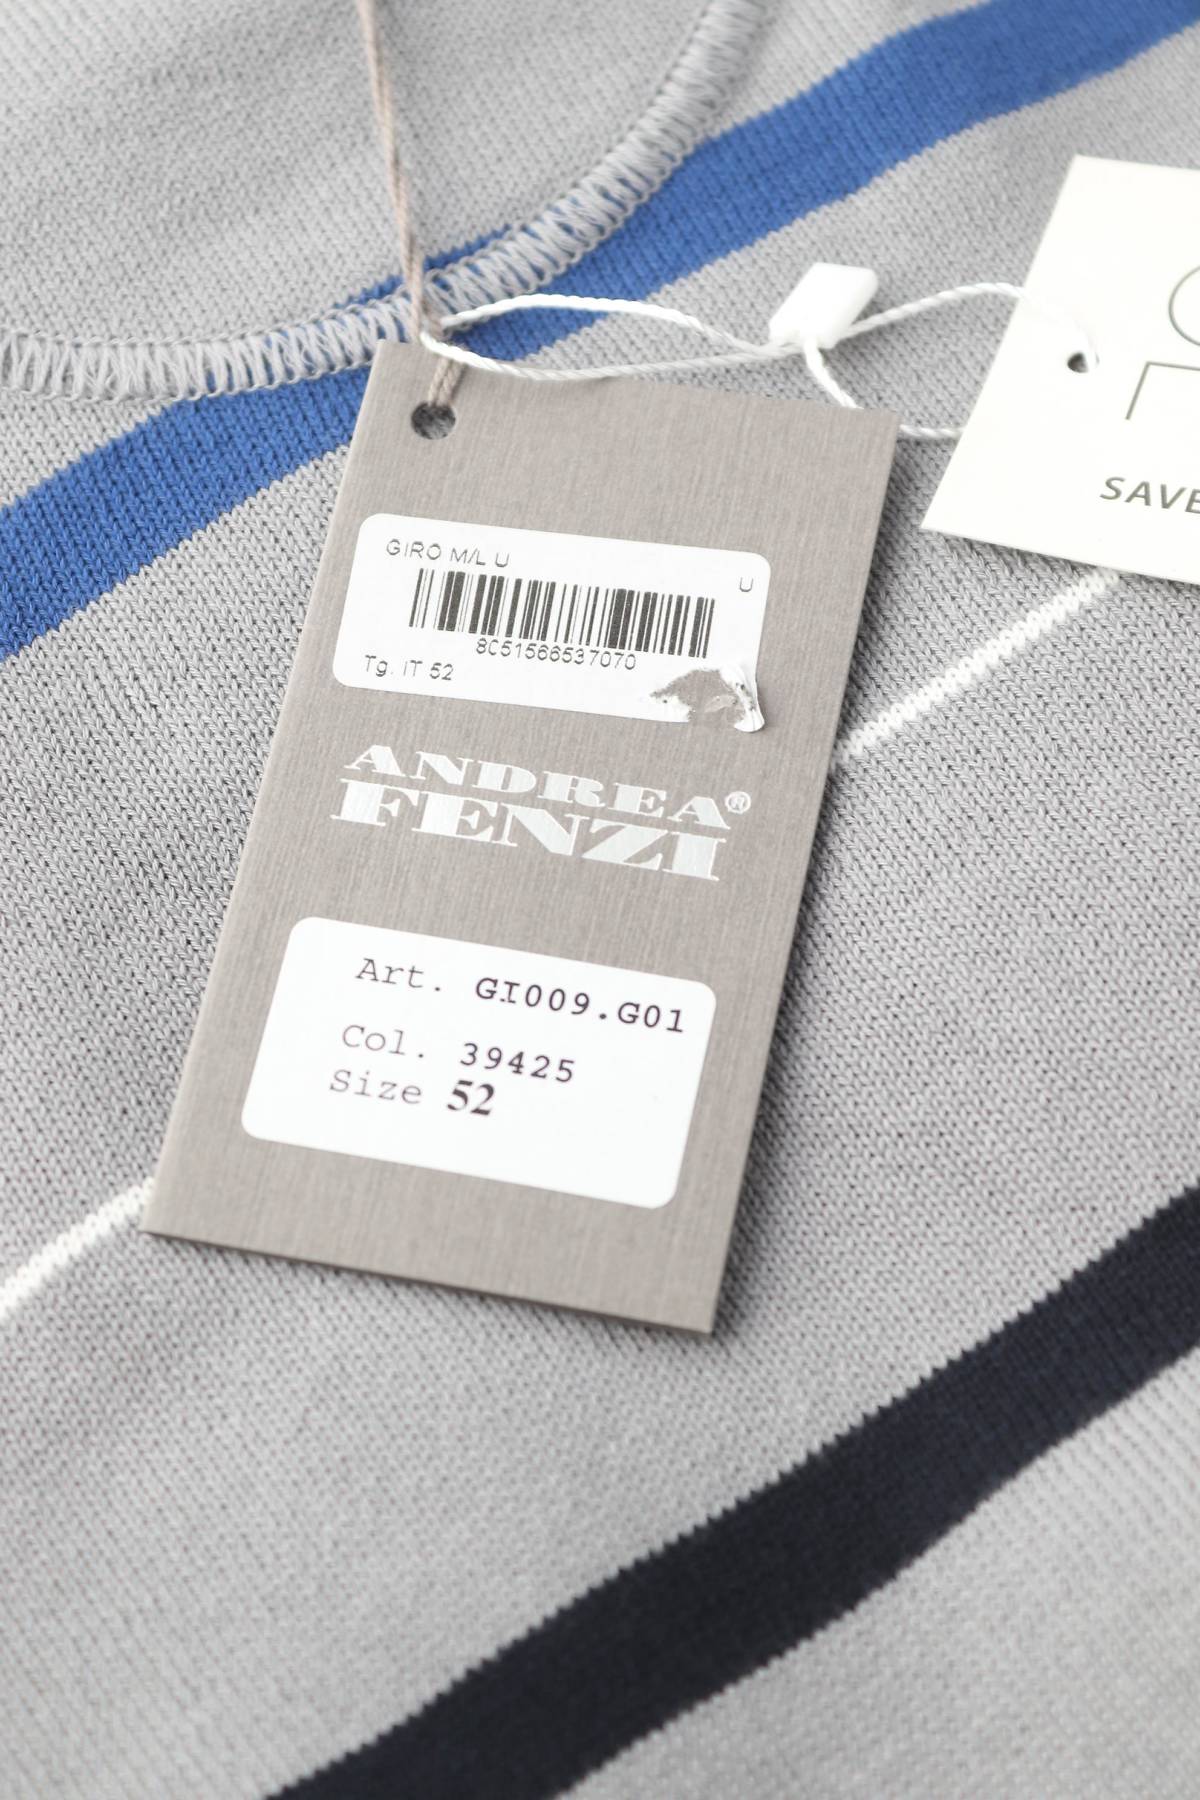 GIRO M/L U
U
8051566537070
Tg. IT 52
ANDREA®
FENZI
Art. GI009.G01
Col. 39425
Size 52
SAVE